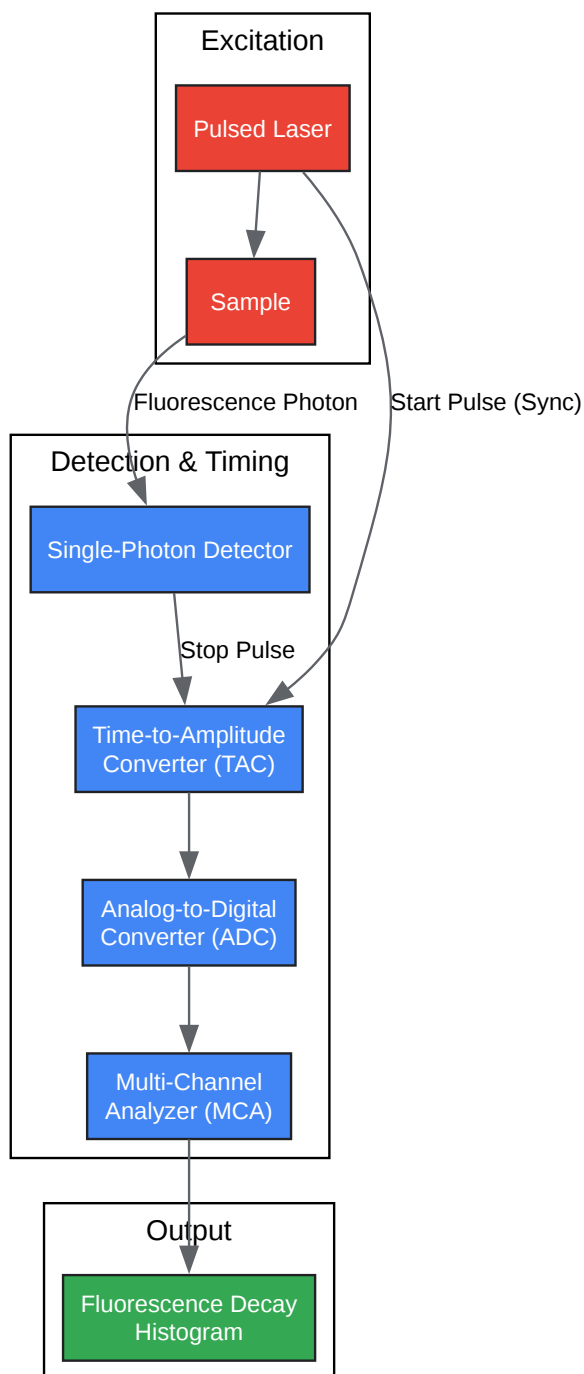 Excitation
Pulsed Laser
Sample
Fluorescence Photon
Start Pulse (Sync)
Detection & Timing
Single-Photon Detector
Stop Pulse
Time-to-Amplitude
Converter (TAC)
Analog-to-Digital
Converter (ADC)
Multi-Channel
Analyzer (MCA)
Output
Fluorescence Decay
Histogram